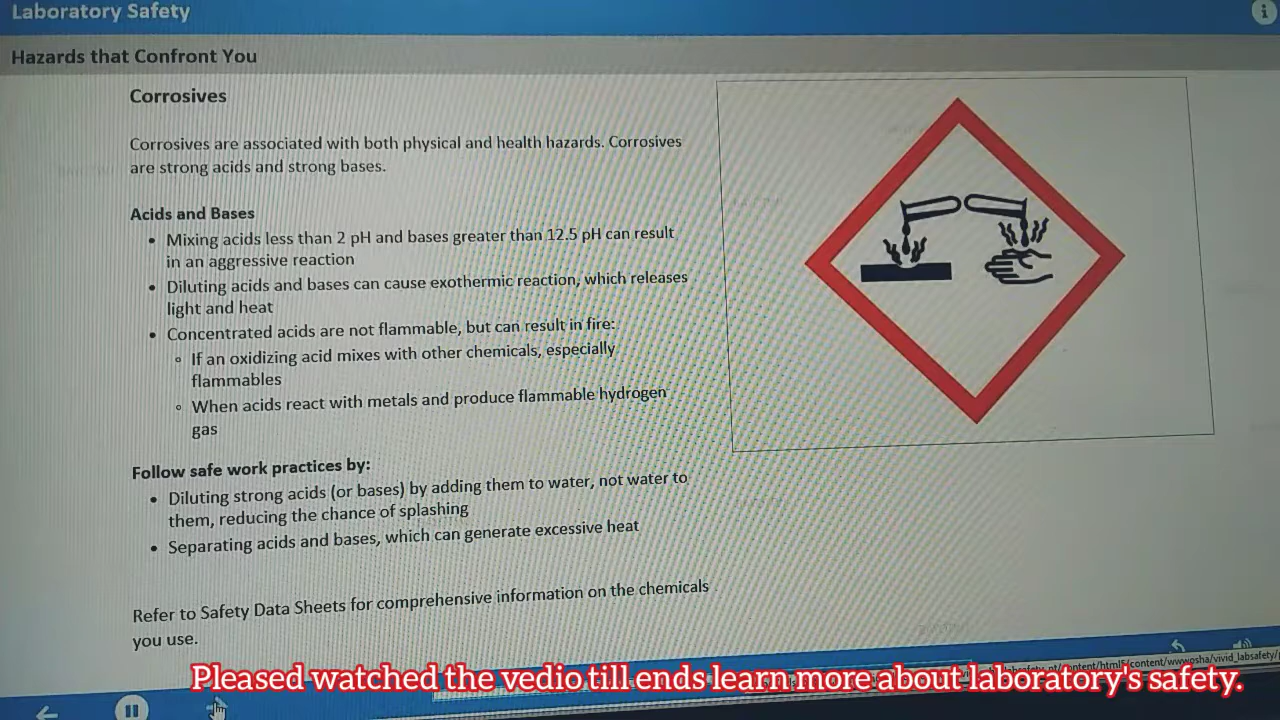 Laboratory Safety
i
Hazards that Confront You
Corrosives
Corrosives are associated with both physical and health hazards. Corrosives
are strong acids and strong bases.
Acids and Bases
• Mixing acids less than 2 pH and bases greater than 12.5 pH can result
in an aggressive reaction
• Diluting acids and bases can cause exothermic reaction, which releases
light and heat
• Concentrated acids are not flammable, but can result in fire:
◦ If an oxidizing acid mixes with other chemicals, especially
flammables
◦ When acids react with metals and produce flammable hydrogen
gas
Follow safe work practices by:
• Diluting strong acids (or bases) by adding them to water, not water to
them, reducing the chance of splashing
• Separating acids and bases, which can generate excessive heat
Refer to Safety Data Sheets for comprehensive information on the chemicals
you use.
Pleased watched the vedio till ends learn more about laboratory's safety.